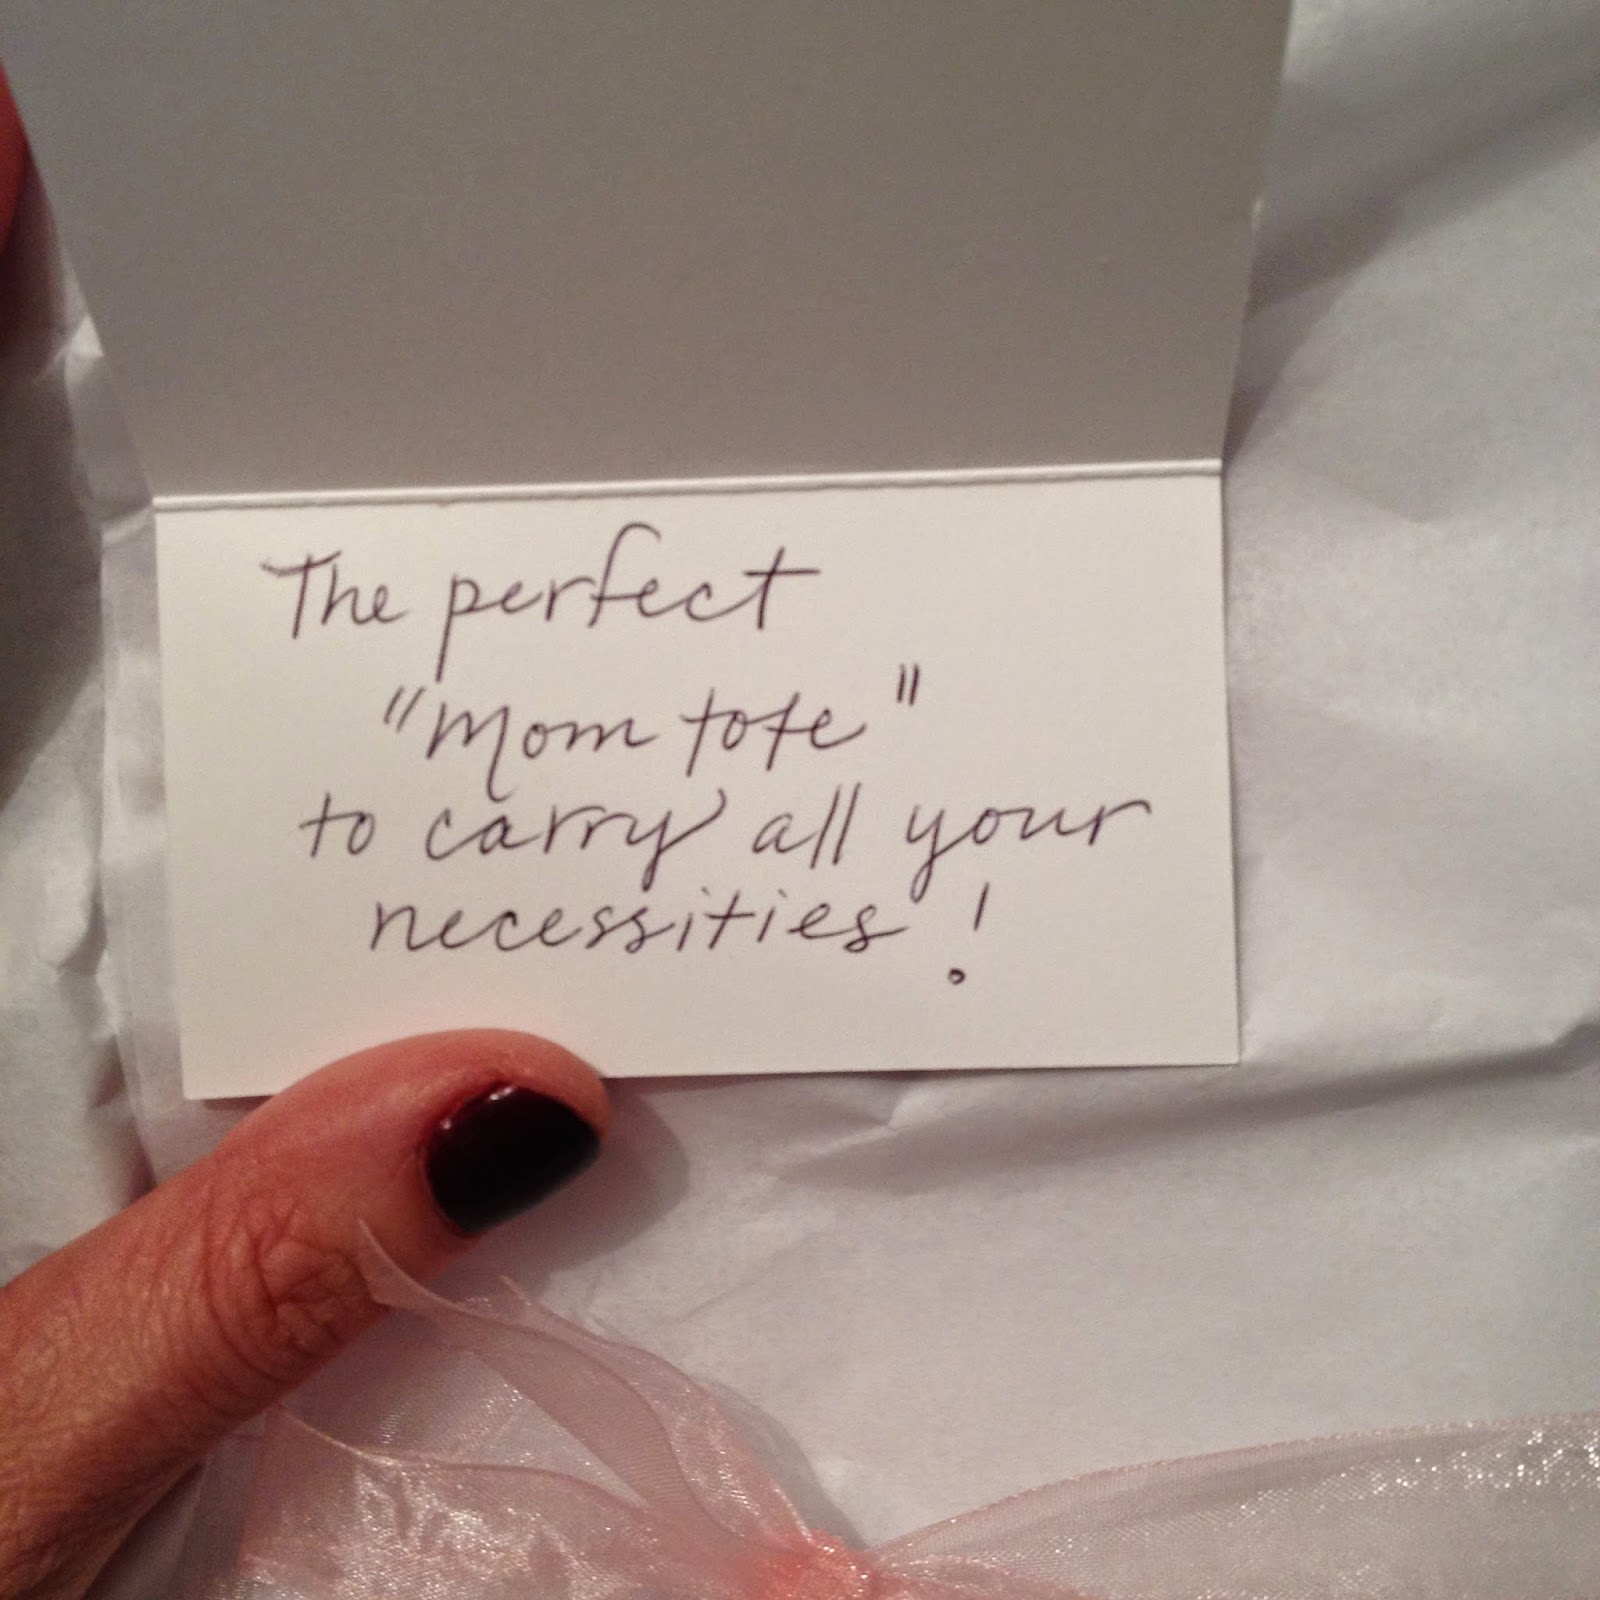 The perfect
"Mom tote"
to carry all your
necessities!